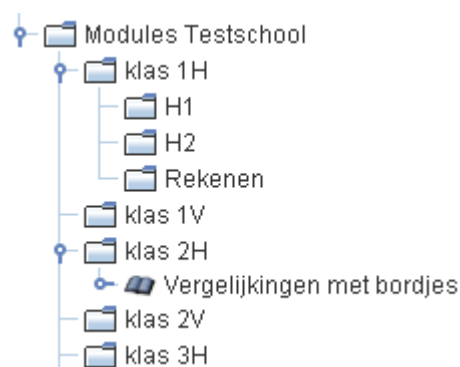 Modules Testschool
klas 1H
H1
H2
Rekenen
klas 1V
klas 2H
Vergelijkingen met bordjes
klas 2V
klas 3H